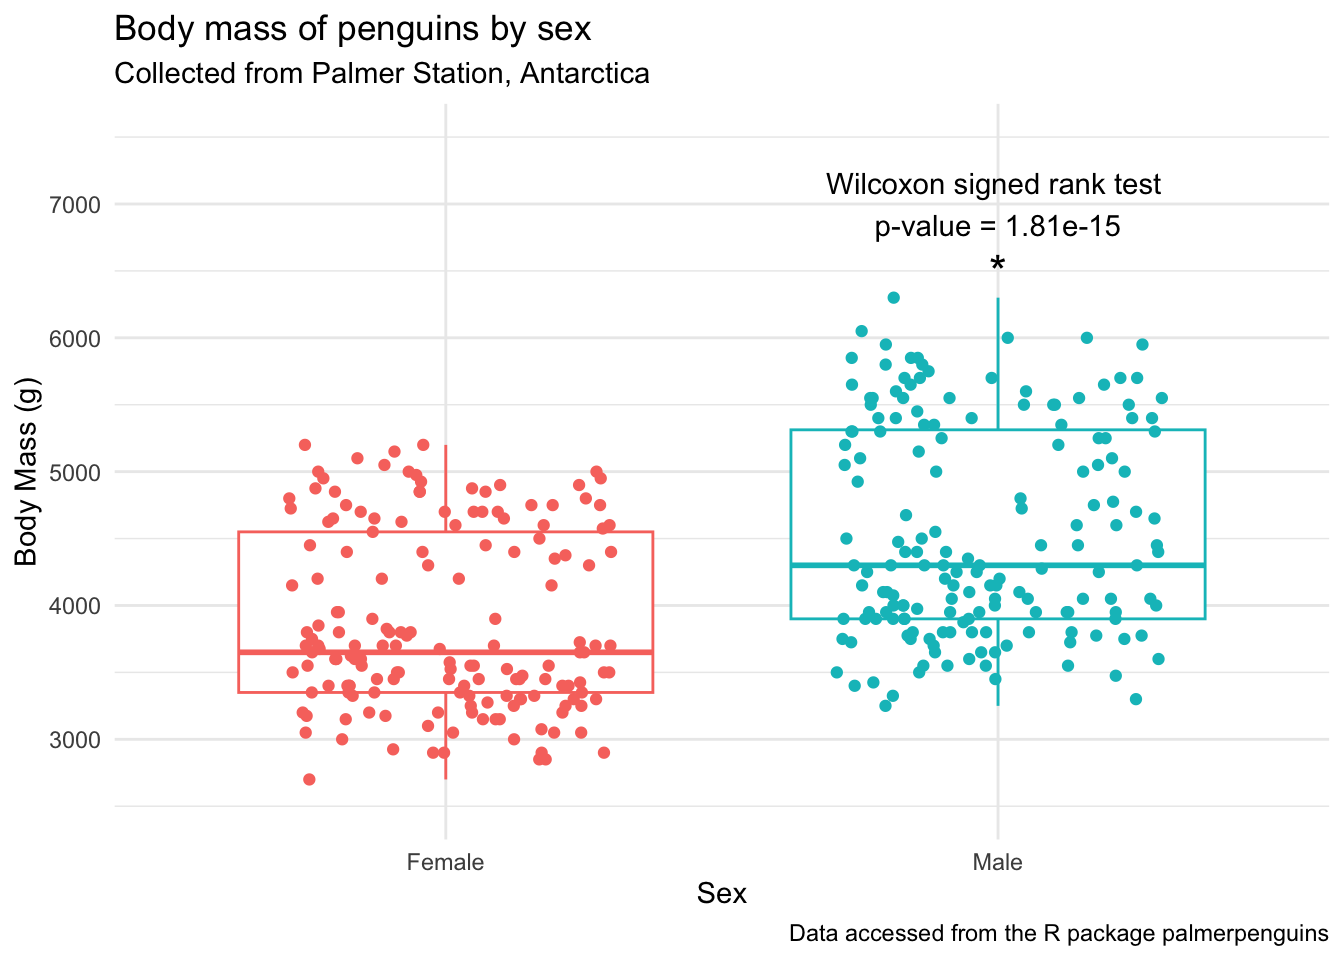 Body mass of penguins by sex
Collected from Palmer Station, Antarctica
Wilcoxon signed rank test
p-value = 1.81e-15
*
7000
6000
5000
4000
3000
Body Mass (g)
Female Male
Sex
Data accessed from the R package palmerpenguins